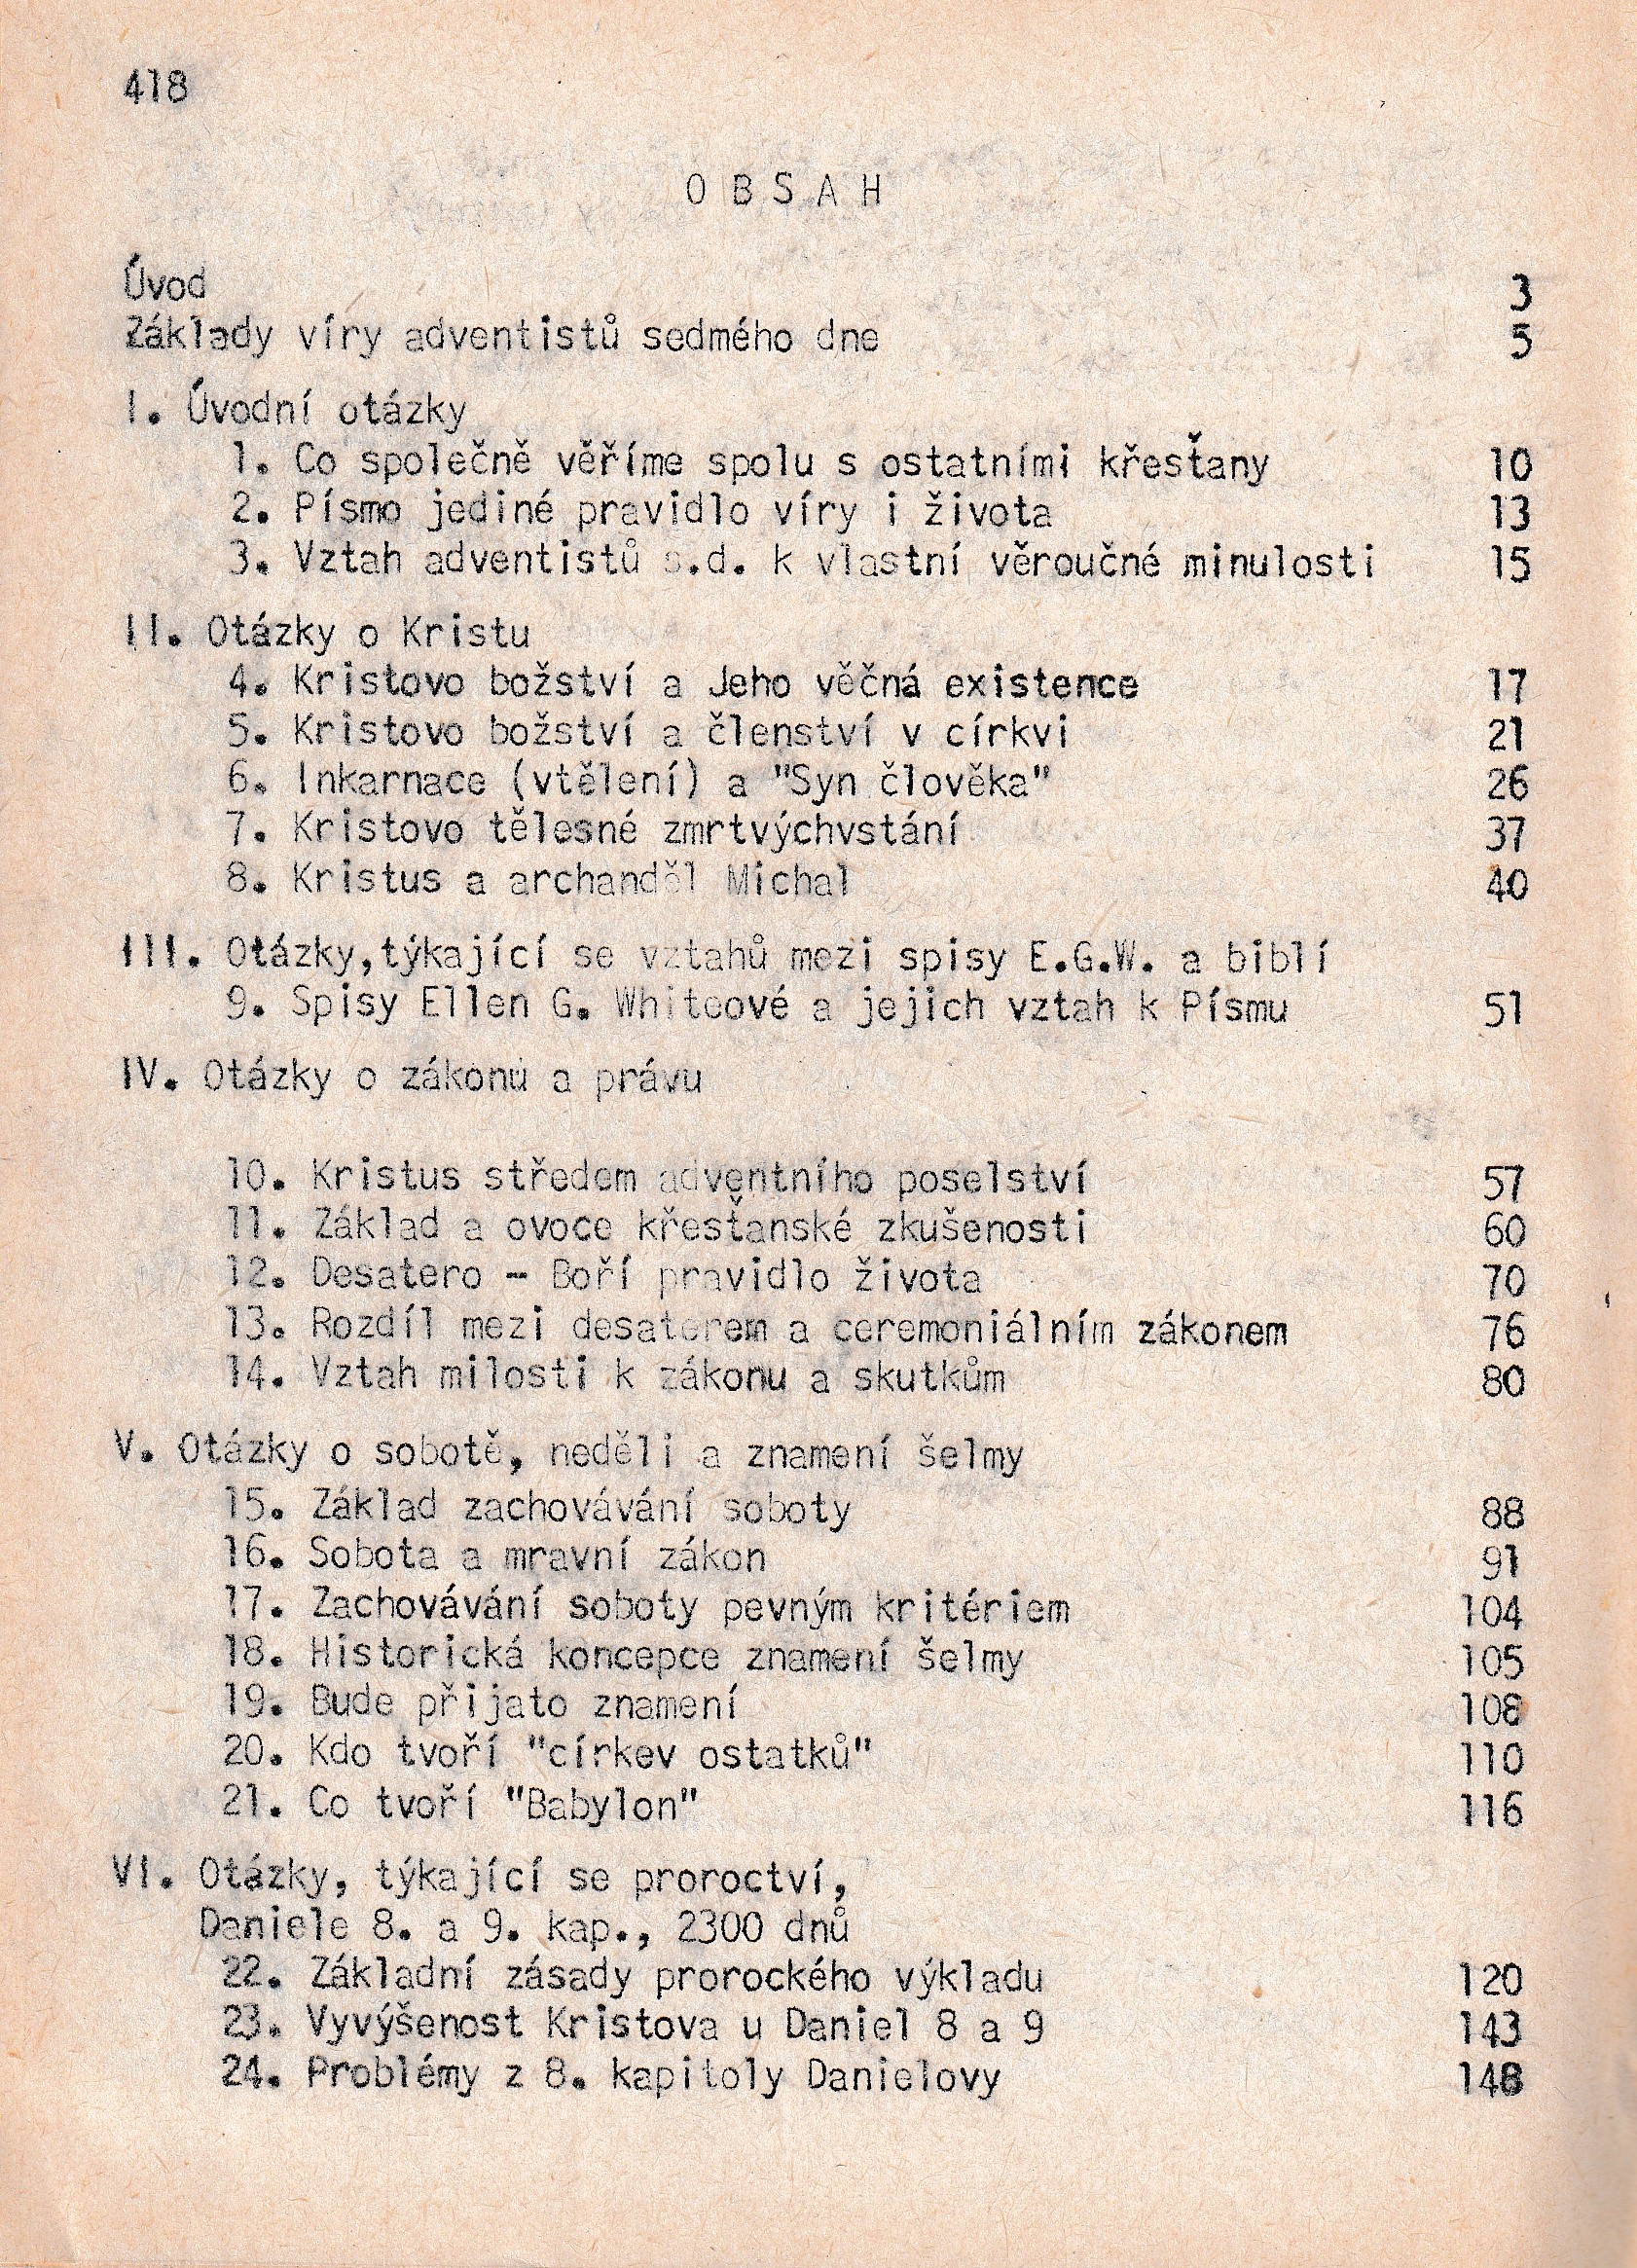 418
O B S A H
Úvod 3
Základy víry adventistů sedmého dne 5
I. Úvodní otázky
1. Co společně věříme spolu s ostatními křesťany 10
2. Písmo jediné pravidlo víry i života 13
3. Vztah adventistů s.d. k vlastní věroučné minulosti 15
II. Otázky o Kristu
4. Kristovo božství a Jeho věčná existence 17
5. Kristovo božství a členství v církvi 21
6. Inkarnace (vtělení) a "Syn člověka" 26
7. Kristovo tělesné zmrtvýchvstání 37
8. Kristus a archanděl Michal 40
III. Otázky,týkající se vztahů mezi spisy E.G.W. a biblí
9. Spisy Ellen G. Whiteové a jejich vztah k Písmu 51
IV. Otázky o zákonu a právu
10. Kristus středem adventního poselství 57
11. Základ a ovoce křesťanské zkušenosti 60
12. Desatero - Boří pravidlo života 70
13. Rozdíl mezi desaterem a ceremoniálním zákonem 76
14. Vztah milosti k zákonu a skutkům 80
V. Otázky o sobotě, neděli a znamení šelmy
15. Základ zachovávání soboty 88
16. Sobota a mravní zákon 91
17. Zachovávání soboty pevným kritériem 104
18. Historická koncepce znamení šelmy 105
19. Bude přijato znamení 108
20. Kdo tvoří "církev ostatků" 110
21. Co tvoří "Babylon" 116
VI. Otázky, týkající se proroctví,
Daniele 8. a 9. kap., 2300 dnů
22. Základní zásady prorockého výkladu 120
23. Vyvýšenost Kristova u Daniel 8 a 9 143
24. Problémy z 8. kapitoly Danielovy 148